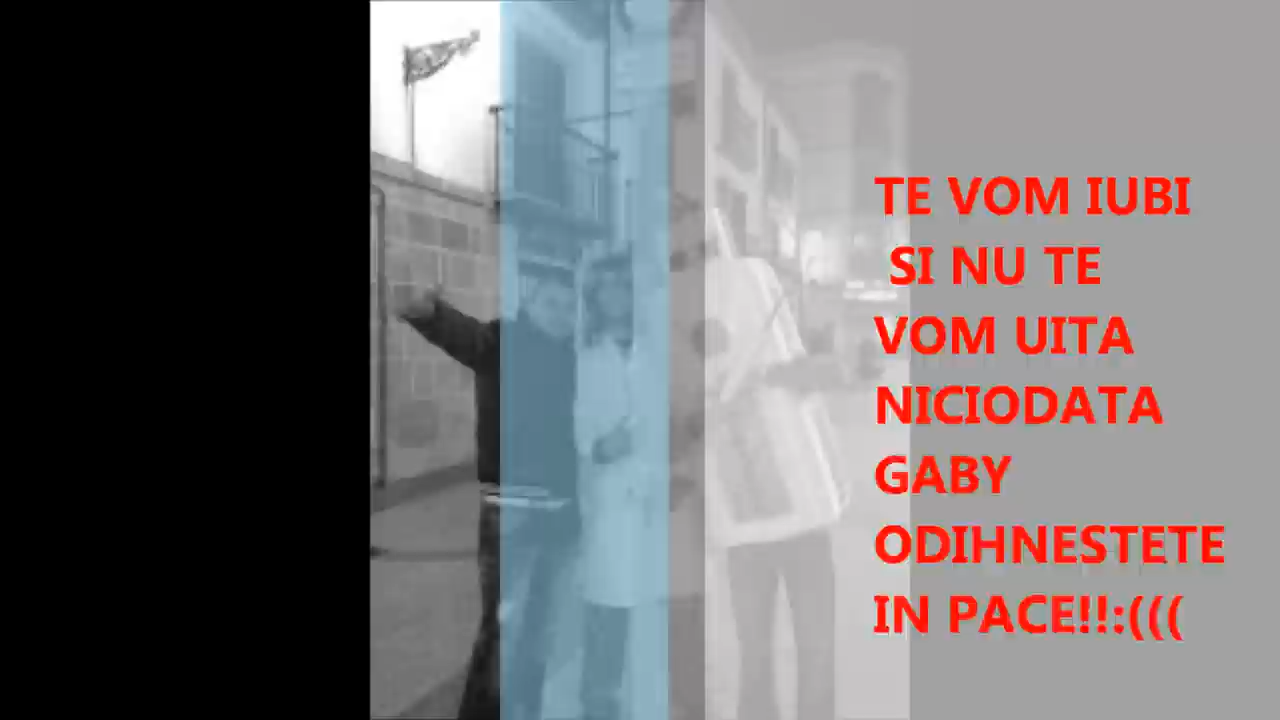 TE VOM IUBI
SI NU TE
VOM UITA
NICIODATA
GABY
ODIHNESTETE
IN PACE!!:(((